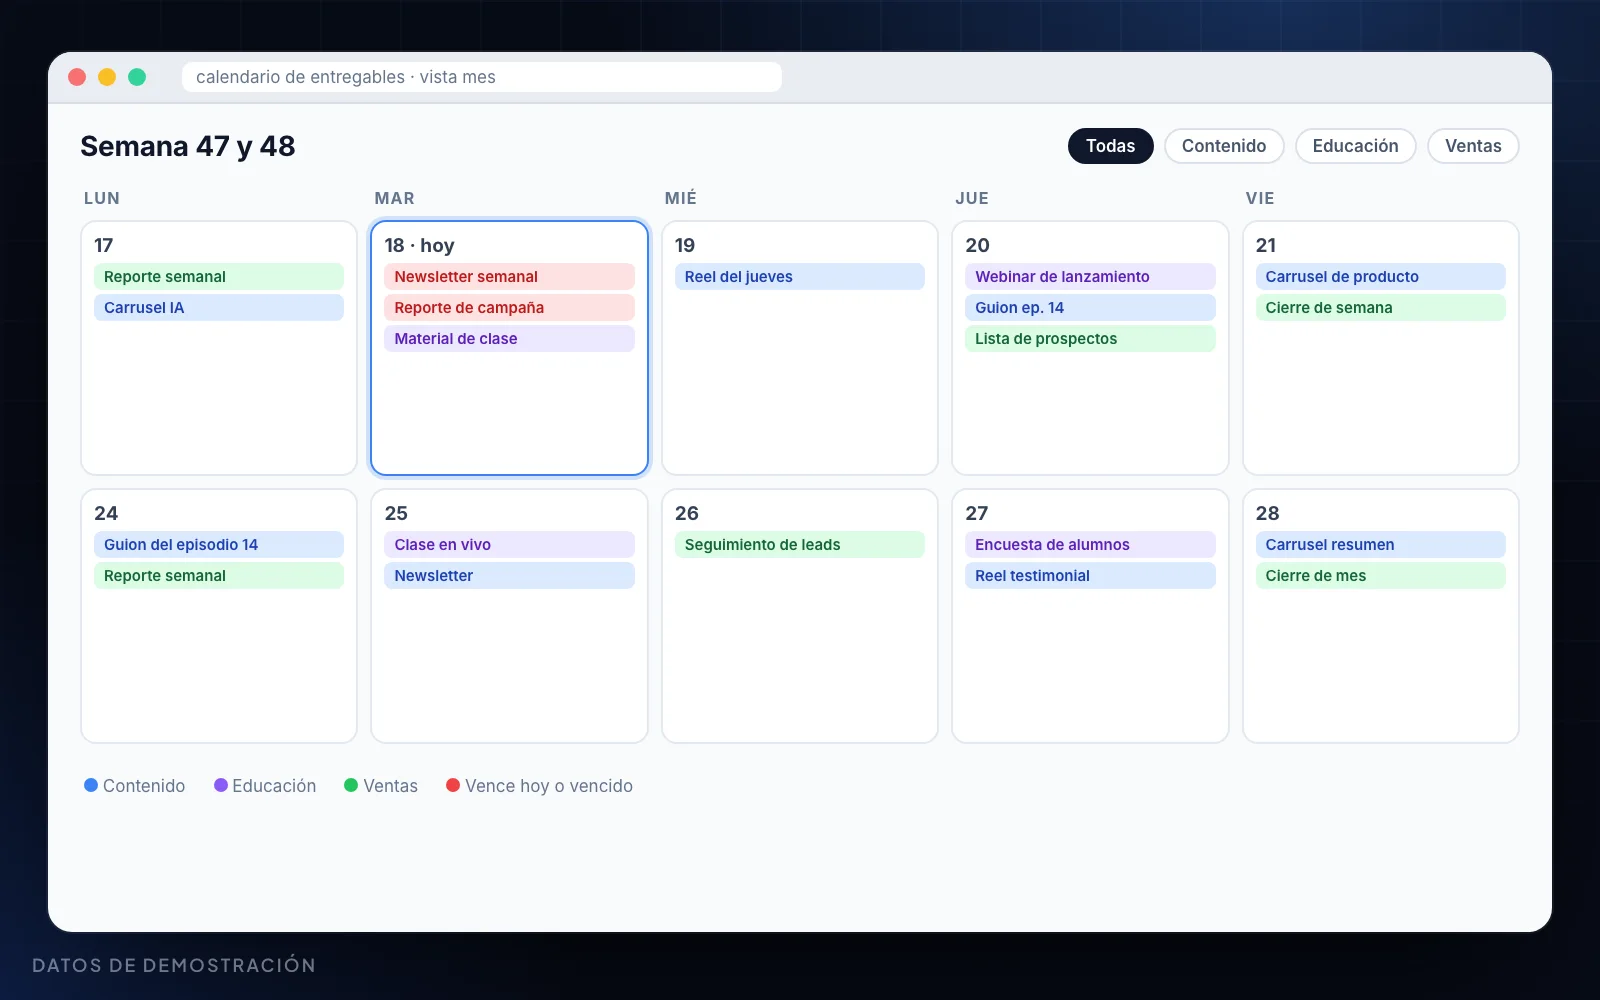 calendario de entregables · vista mes
Semana 47 y 48
Todas
Contenido
Educación
Ventas
LUN
MAR
MIÉ
JUE
VIE
17
Reporte semanal
Carrusel IA
18 · hoy
Newsletter semanal
Reporte de campaña
Material de clase
19
Reel del jueves
20
Webinar de lanzamiento
Guion ep. 14
Lista de prospectos
21
Carrusel de producto
Cierre de semana
24
Guion del episodio 14
Reporte semanal
25
Clase en vivo
Newsletter
26
Seguimiento de leads
27
Encuesta de alumnos
Reel testimonial
28
Carrusel resumen
Cierre de mes
Contenido
Educación
Ventas
Vence hoy o vencido
DATOS DE DEMOSTRACIÓN